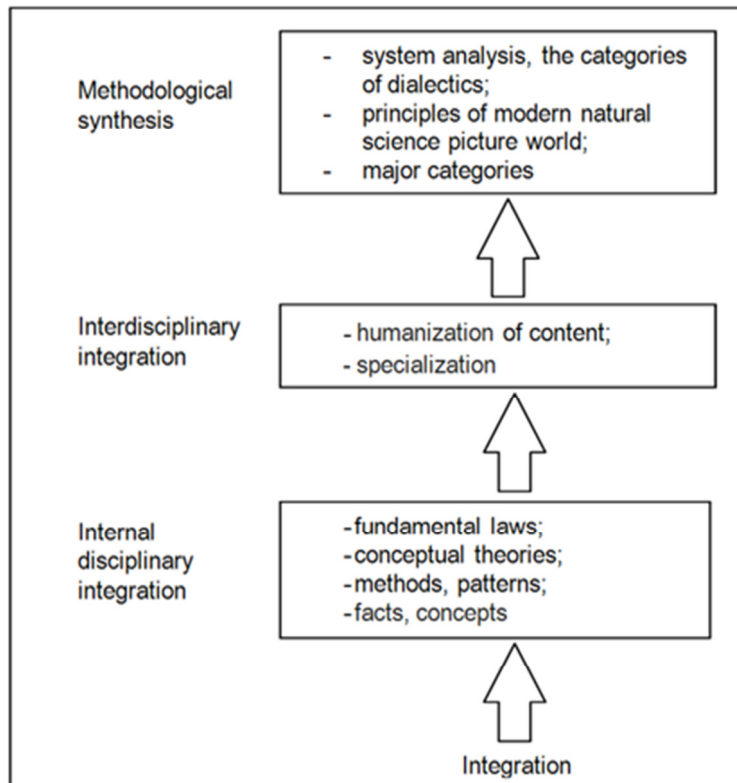 Methodological
synthesis
- system analysis, the categories
of dialectics;
- principles of modern natural
science picture world;
- major categories
Interdisciplinary
integration
- humanization of content;
- specialization
Internal
disciplinary
integration
-fundamental laws;
-conceptual theories;
-methods, patterns;
-facts, concepts
Integration